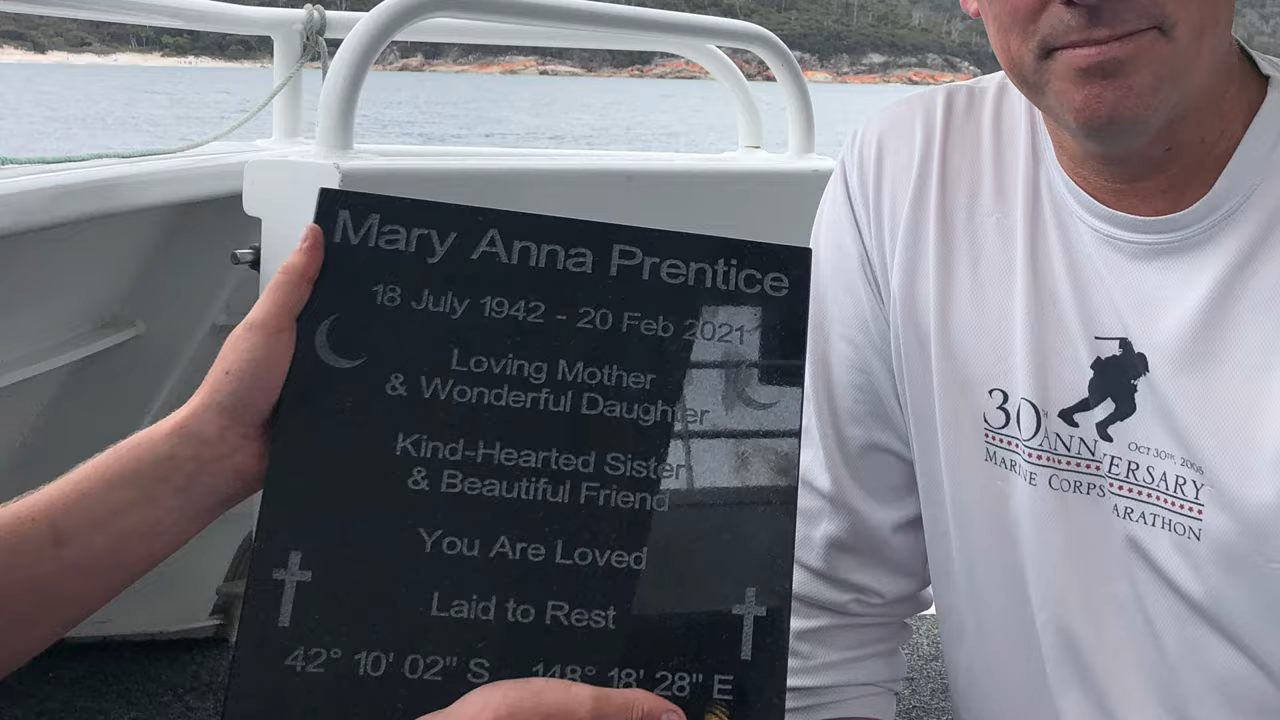 Mary Anna Prentice
18 July 1942 - 20 Feb 2021
Loving Mother
& Wonderful Daughter
Kind-Hearted Sister
& Beautiful Friend
You Are Loved
Laid to Rest
42° 10' 02" S 148° 18' 28" E
30TH ANNIVERSARY
OCT 30TH, 2005
MARINE CORPS
MARATHON